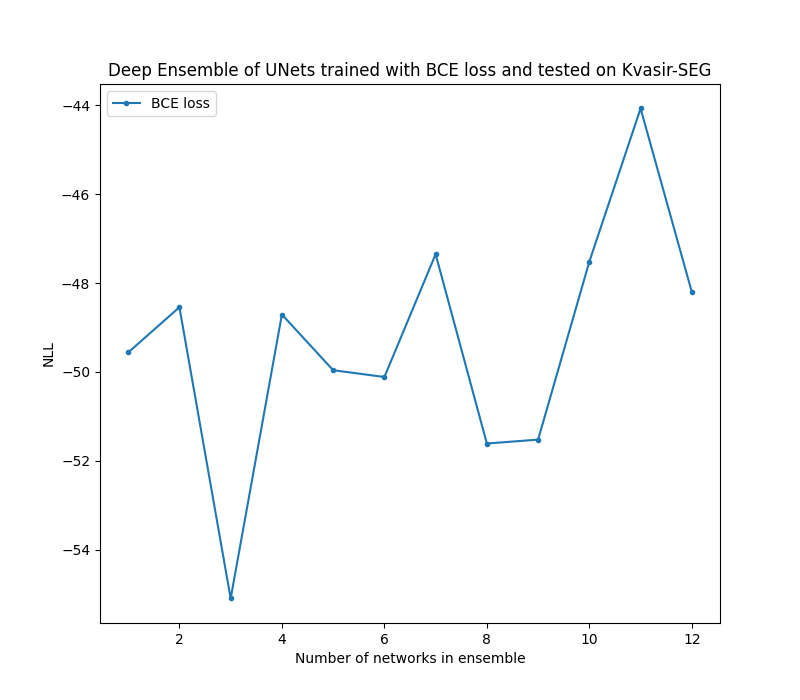 Deep Ensemble of UNets trained with BCE loss and tested on Kvasir-SEG
BCE loss
−44
−46
−48
−50
−52
−54
NLL
2 4 6 8 10 12
Number of networks in ensemble